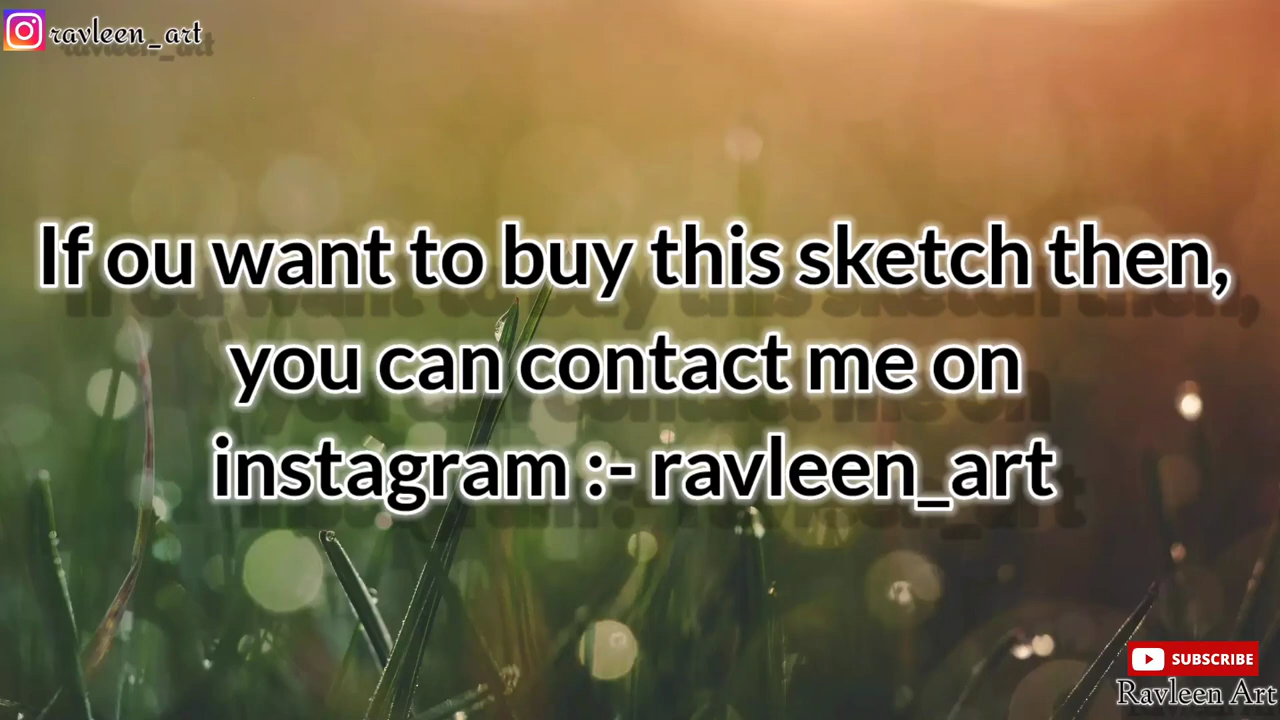 ravleen_art
If ou want to buy this sketch then,
you can contact me on
instagram :- ravleen_art
SUBSCRIBE
Ravleen Art